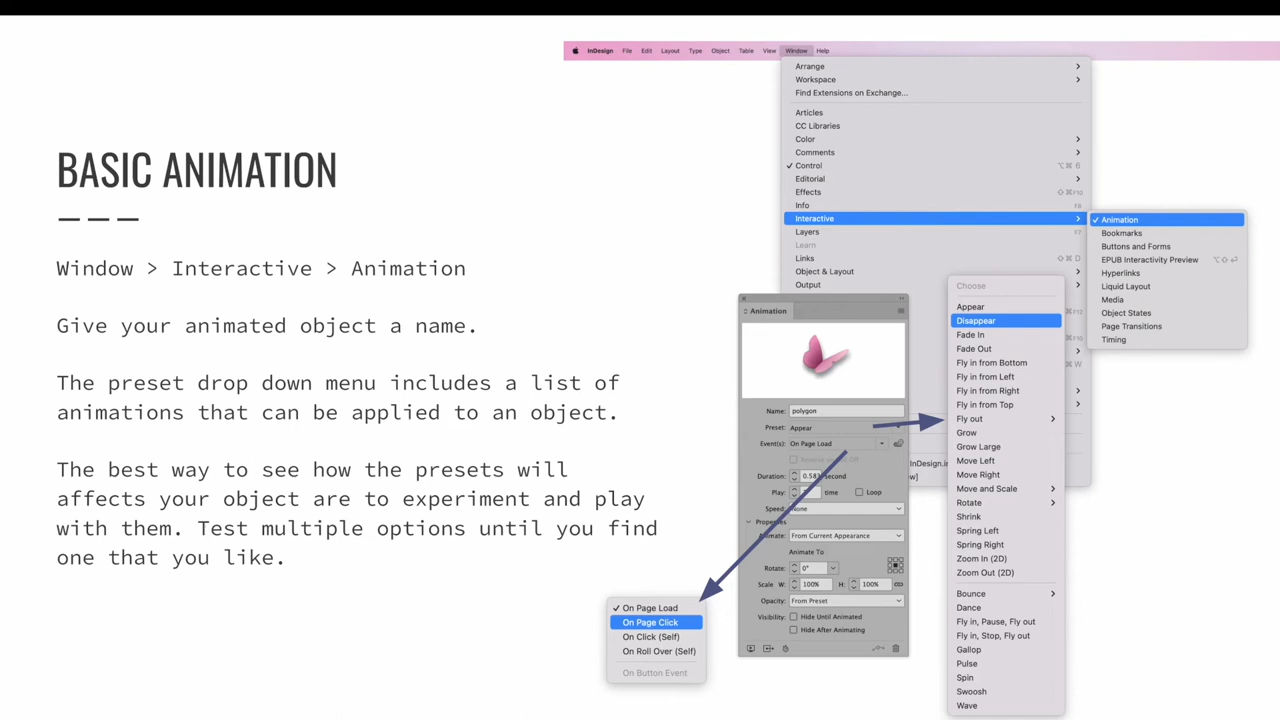 InDesign File Edit Layout Type Object Table View Window Help
BASIC ANIMATION
Window > Interactive > Animation
Give your animated object a name.
The preset drop down menu includes a list of
animations that can be applied to an object.
The best way to see how the presets will
affects your object are to experiment and play
with them. Test multiple options until you find
one that you like.
Arrange
Workspace
Find Extensions on Exchange...
Articles
CC Libraries
Color
Comments
✓ Control ⌥⌘ 6
Editorial
Effects ⇧⌘F10
Info F8
Interactive
Layers F7
Learn
Links ⇧⌘ D
Object & Layout
Output
✓ Animation
Bookmarks
Buttons and Forms
EPUB Interactivity Preview ⌥⇧⏎
Hyperlinks
Liquid Layout
Media
Object States
Page Transitions
Timing
Animation
Name: polygon
Preset: Appear
Event(s): On Page Load
Duration: second
Play: time Loop
Speed: None
Properties
Animate: From Current Appearance
Animate To
Rotate: 0°
Scale W: 100% H: 100%
Opacity: From Preset
Visibility: Hide Until Animated
Hide After Animating
Choose
Appear
Disappear
Fade In
Fade Out
Fly in from Bottom
Fly in from Left
Fly in from Right
Fly in from Top
Fly out
Grow
Grow Large
Move Left
Move Right
Move and Scale
Rotate
Shrink
Spring Left
Spring Right
Zoom In (2D)
Zoom Out (2D)
Bounce
Dance
Fly in, Pause, Fly out
Fly in, Stop, Fly out
Gallop
Pulse
Spin
Swoosh
Wave
✓ On Page Load
On Page Click
On Click (Self)
On Roll Over (Self)
On Button Event